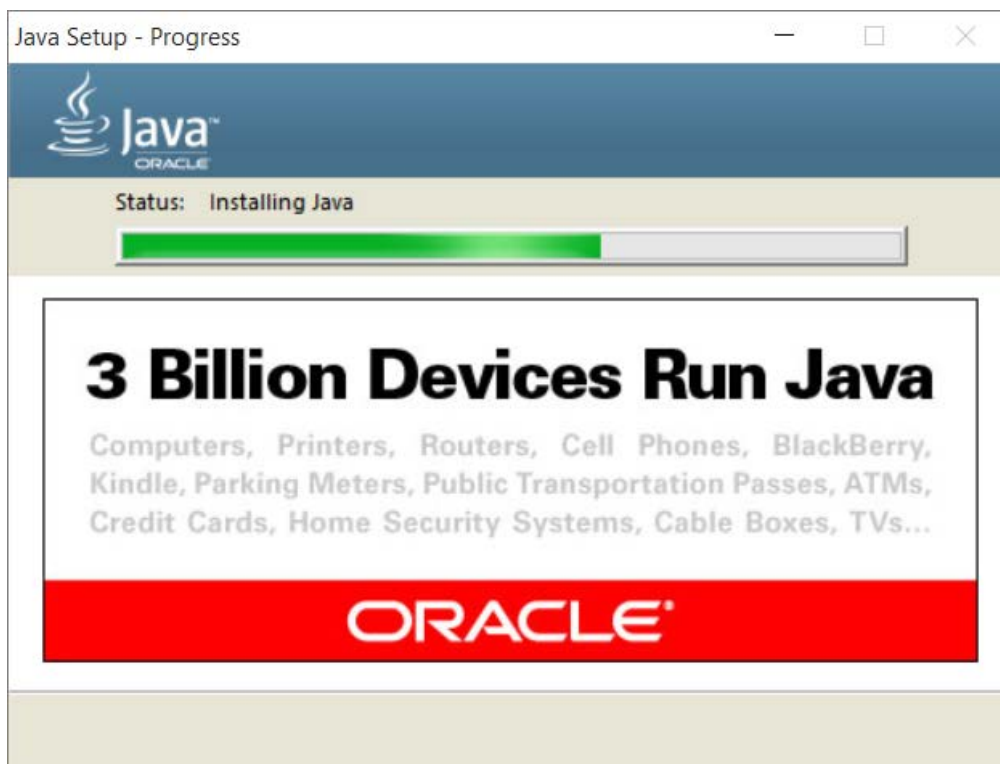 Java Setup - Progress
Java™
ORACLE
Status: Installing Java
3 Billion Devices Run Java
Computers, Printers, Routers, Cell Phones, BlackBerry,
Kindle, Parking Meters, Public Transportation Passes, ATMs,
Credit Cards, Home Security Systems, Cable Boxes, TVs...
ORACLE®